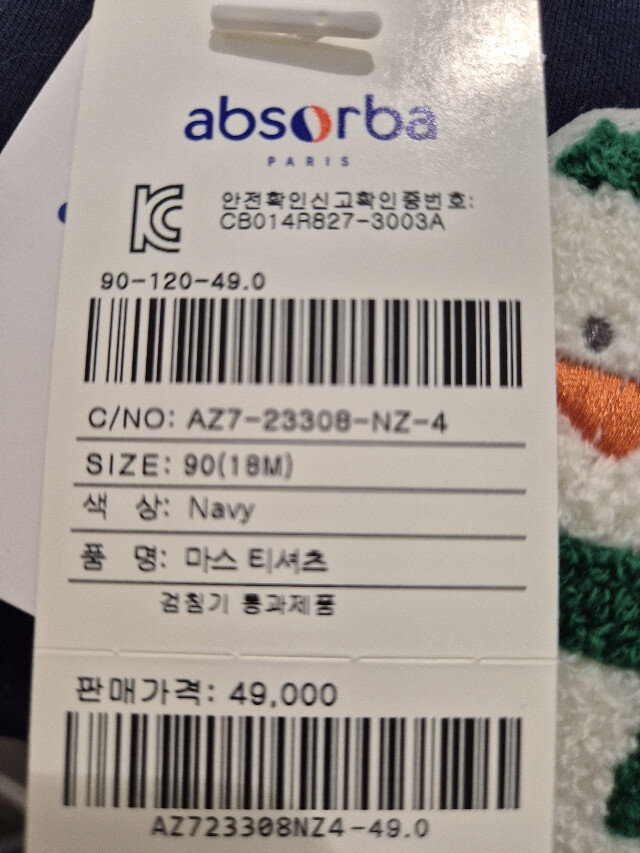 absorba
PARIS
안전확인신고확인증번호:
CB014R827-3003A
90-120-49.0
C/NO: AZ7-23308-NZ-4
SIZE: 90(18M)
색 상: Navy
품 명: 마스 티셔츠
검침기 통과제품
판매가격: 49,000
AZ723308NZ4-49.0